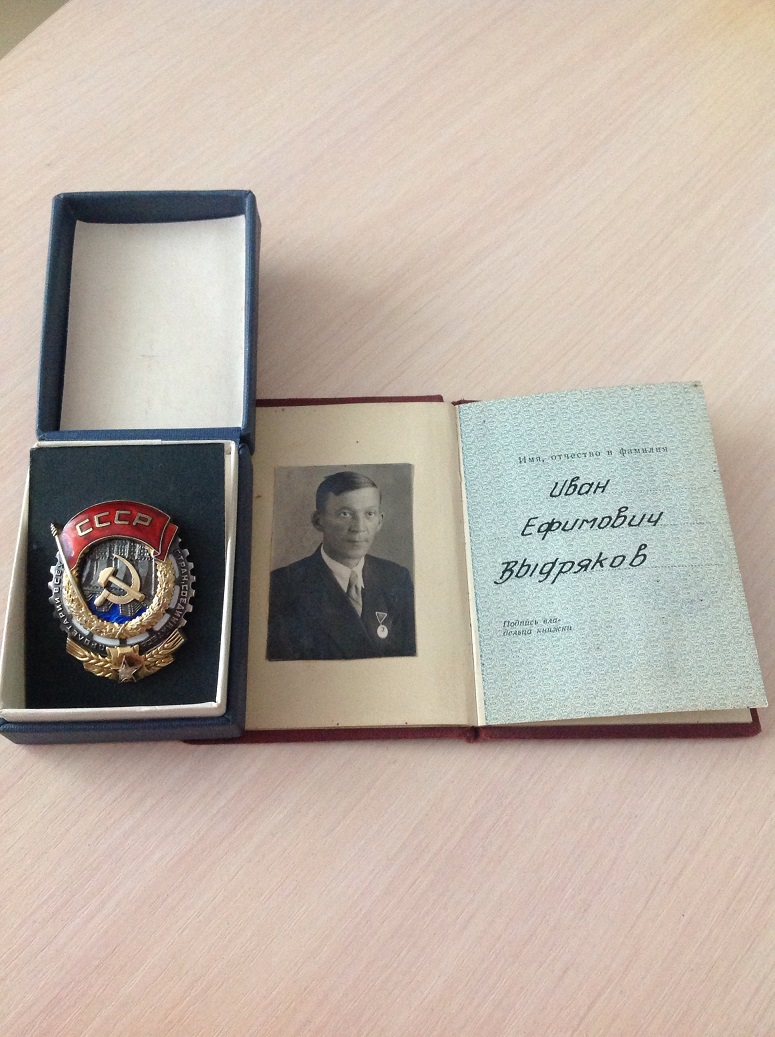 СССР
Имя, отчество и фамилия
Иван
Ефимович
Выдряков
Подпись вла-
дельца книжки